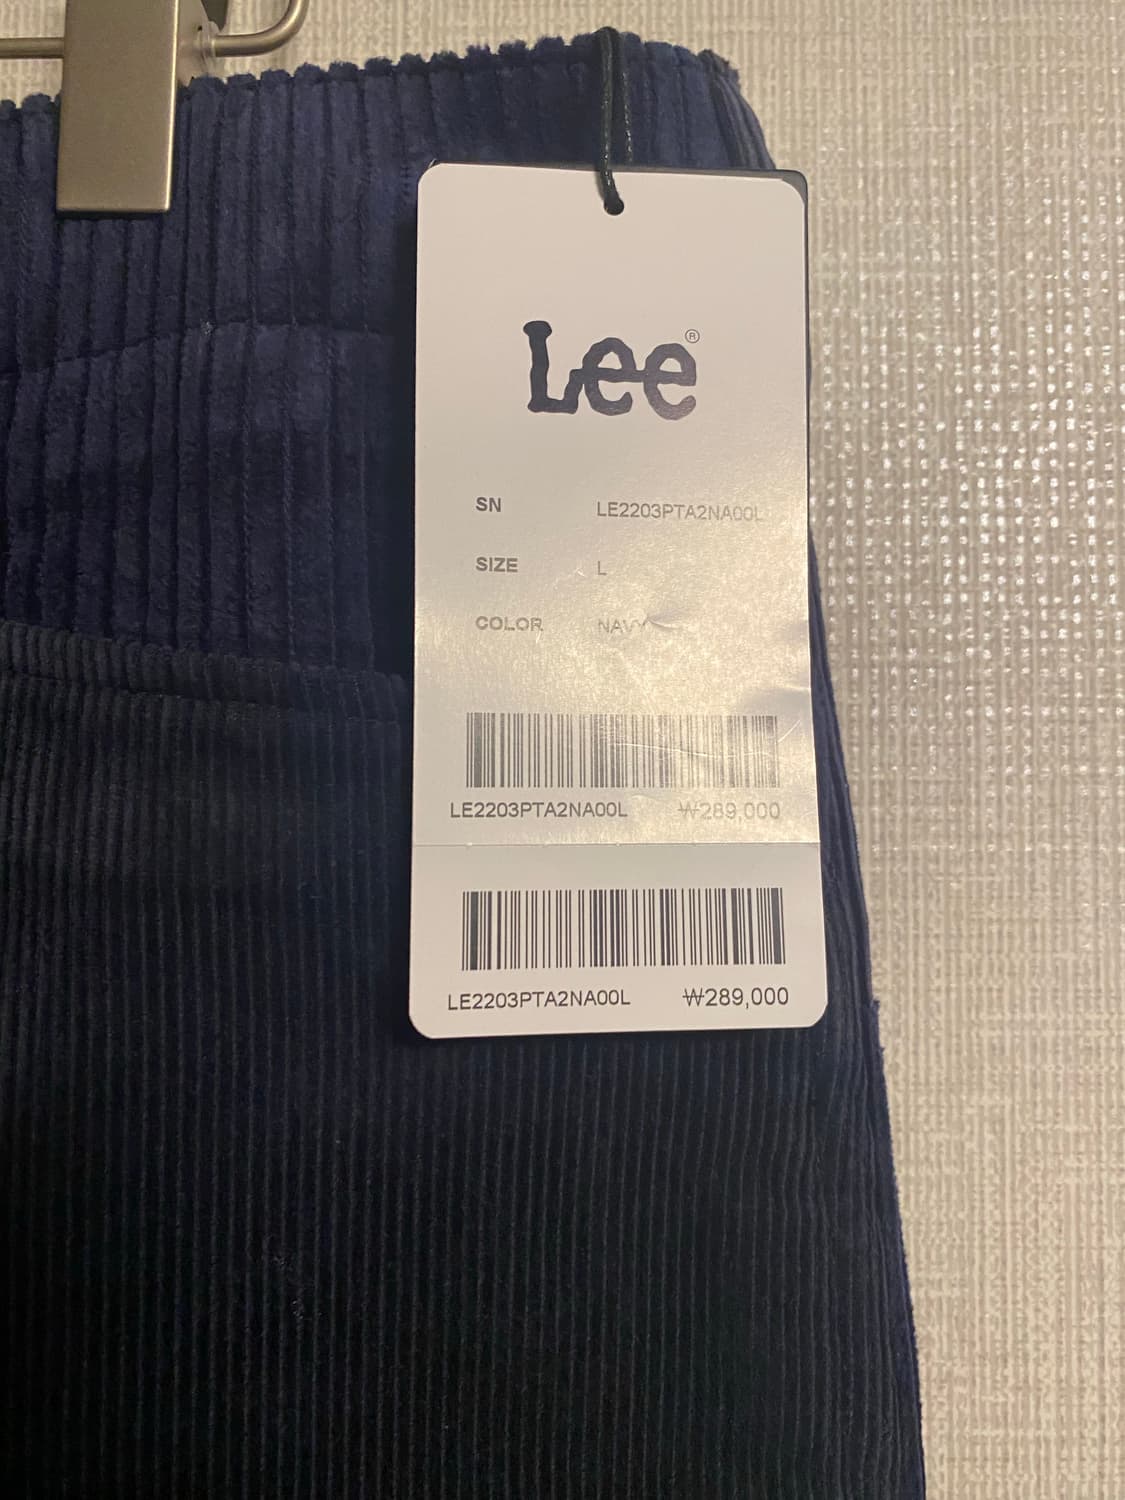 Lee®
SN LE2203PTA2NA00L
SIZE L
COLOR NAVY
LE2203PTA2NA00L ₩289,000
LE2203PTA2NA00L ₩289,000